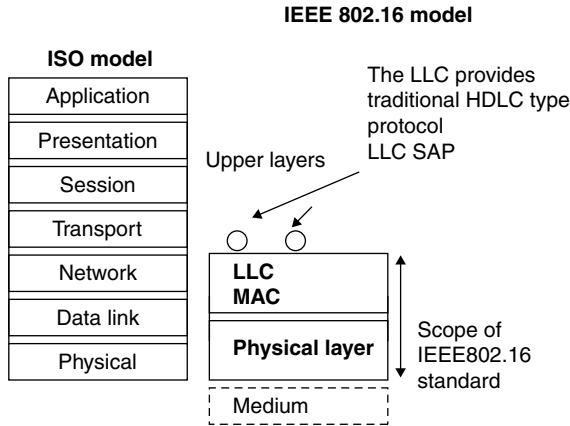 IEEE 802.16 model
ISO model
Application
Presentation
Session
Transport
Network
Data link
Physical
The LLC provides
traditional HDLC type
protocol
LLC SAP
Upper layers
LLC
MAC
Physical layer
Medium
Scope of
IEEE802.16
standard